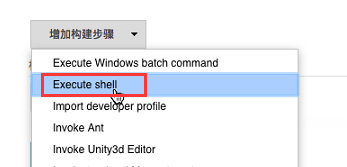 增加构建步骤
Execute Windows batch command
Execute shell
Import developer profile
Invoke Ant
Invoke Unity3d Editor